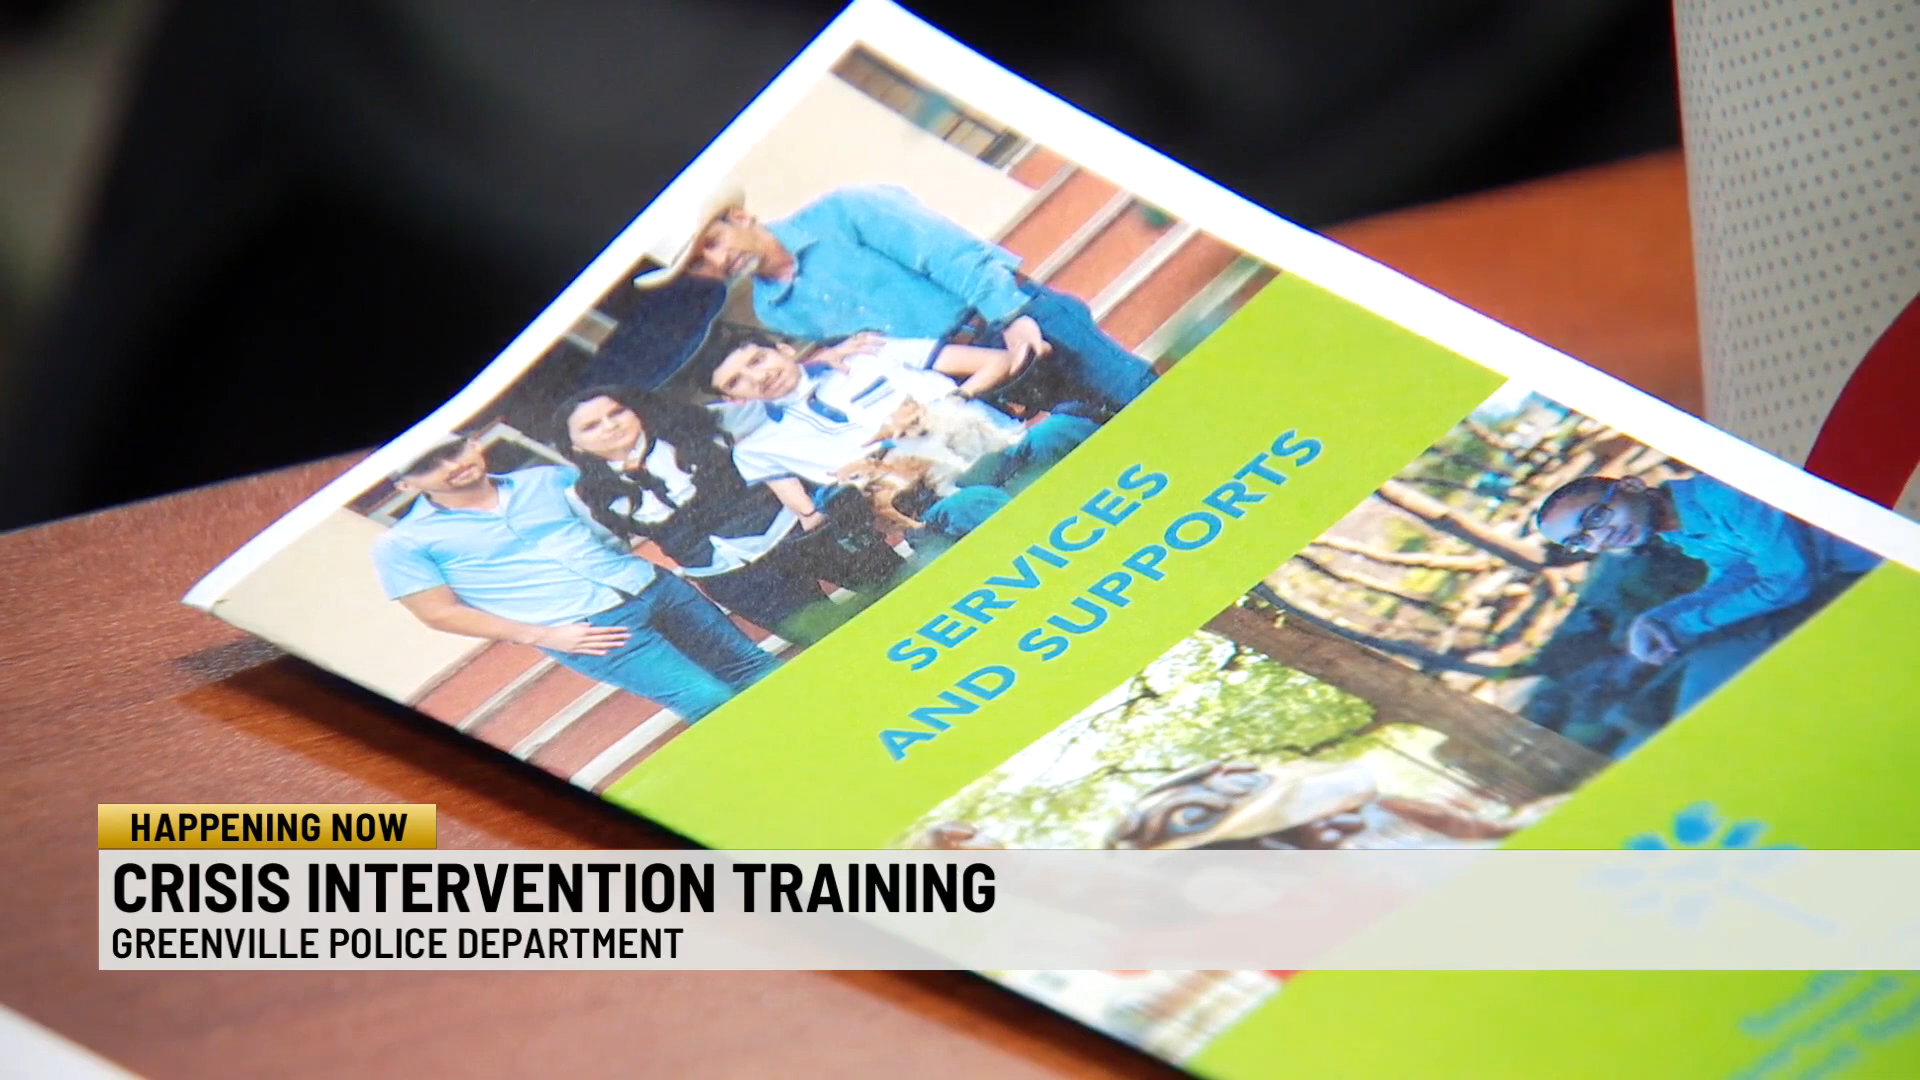 SERVICES
AND SUPPORTS
HAPPENING NOW
CRISIS INTERVENTION TRAINING
GREENVILLE POLICE DEPARTMENT